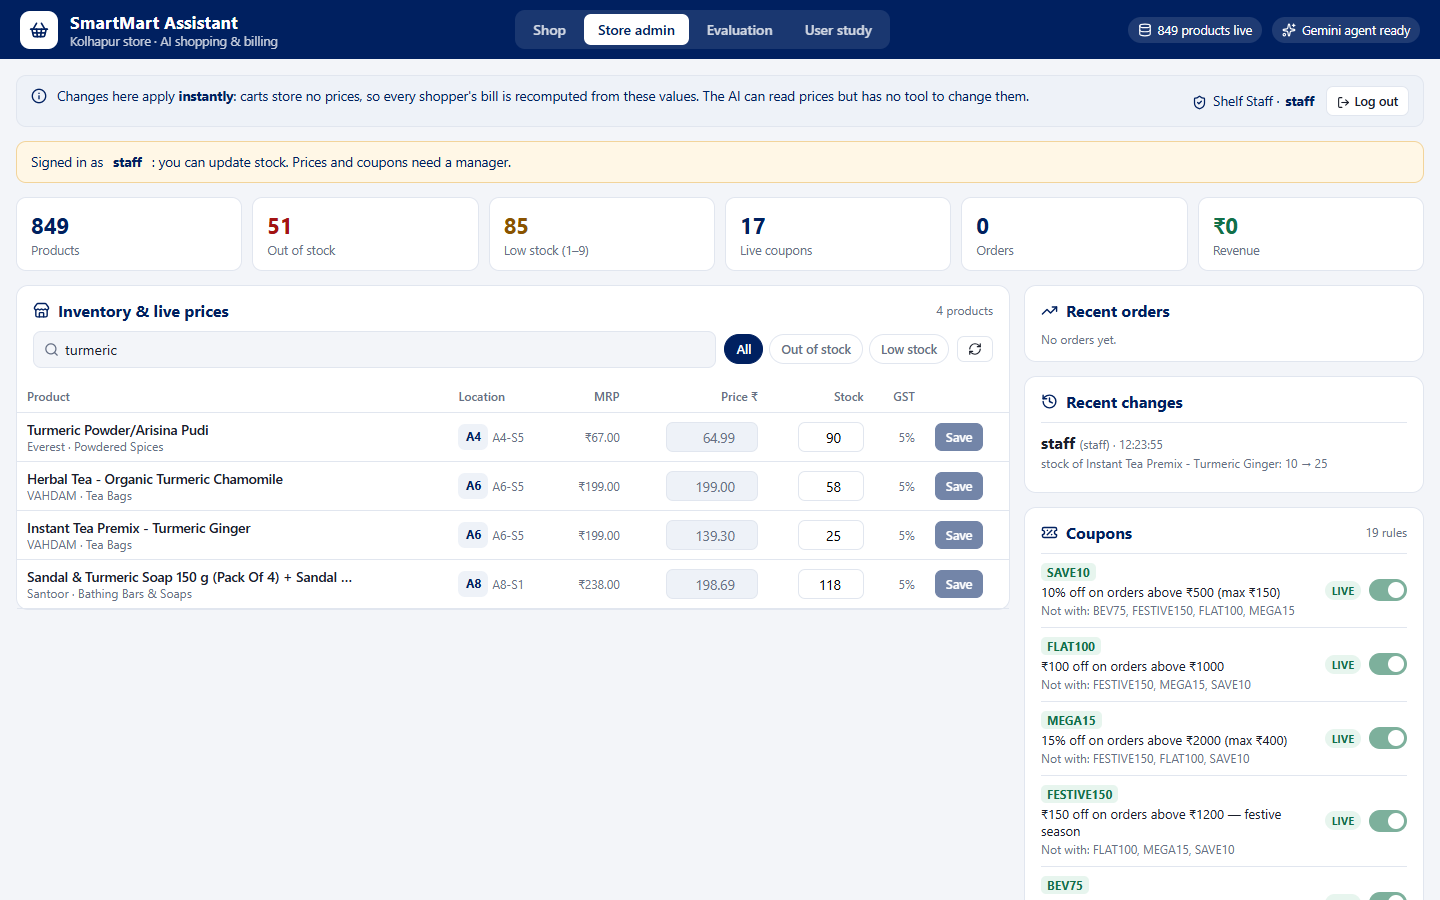 SmartMart Assistant
Kolhapur store · AI shopping & billing
Shop
Store admin
Evaluation
User study
849 products live
Gemini agent ready
Changes here apply instantly: carts store no prices, so every shopper's bill is recomputed from these values. The AI can read prices but has no tool to change them.
Shelf Staff · staff
Log out
Signed in as staff : you can update stock. Prices and coupons need a manager.
849
Products
51
Out of stock
85
Low stock (1–9)
17
Live coupons
0
Orders
₹0
Revenue
Inventory & live prices
4 products
turmeric
All
Out of stock
Low stock
Product Location MRP Price ₹ Stock GST
Turmeric Powder/Arisina Pudi
Everest · Powdered Spices
A4 A4-S5 ₹67.00 64.99 90 5% Save
Herbal Tea - Organic Turmeric Chamomile
VAHDAM · Tea Bags
A6 A6-S5 ₹199.00 199.00 58 5% Save
Instant Tea Premix - Turmeric Ginger
VAHDAM · Tea Bags
A6 A6-S5 ₹199.00 139.30 25 5% Save
Sandal & Turmeric Soap 150 g (Pack Of 4) + Sandal ...
Santoor · Bathing Bars & Soaps
A8 A8-S1 ₹238.00 198.69 118 5% Save
Recent orders
No orders yet.
Recent changes
staff (staff) · 12:23:55
stock of Instant Tea Premix - Turmeric Ginger: 10 → 25
Coupons
19 rules
SAVE10
10% off on orders above ₹500 (max ₹150)
Not with: BEV75, FESTIVE150, FLAT100, MEGA15
LIVE
FLAT100
₹100 off on orders above ₹1000
Not with: FESTIVE150, MEGA15, SAVE10
LIVE
MEGA15
15% off on orders above ₹2000 (max ₹400)
Not with: FESTIVE150, FLAT100, SAVE10
LIVE
FESTIVE150
₹150 off on orders above ₹1200 — festive
season
Not with: FLAT100, MEGA15, SAVE10
LIVE
BEV75